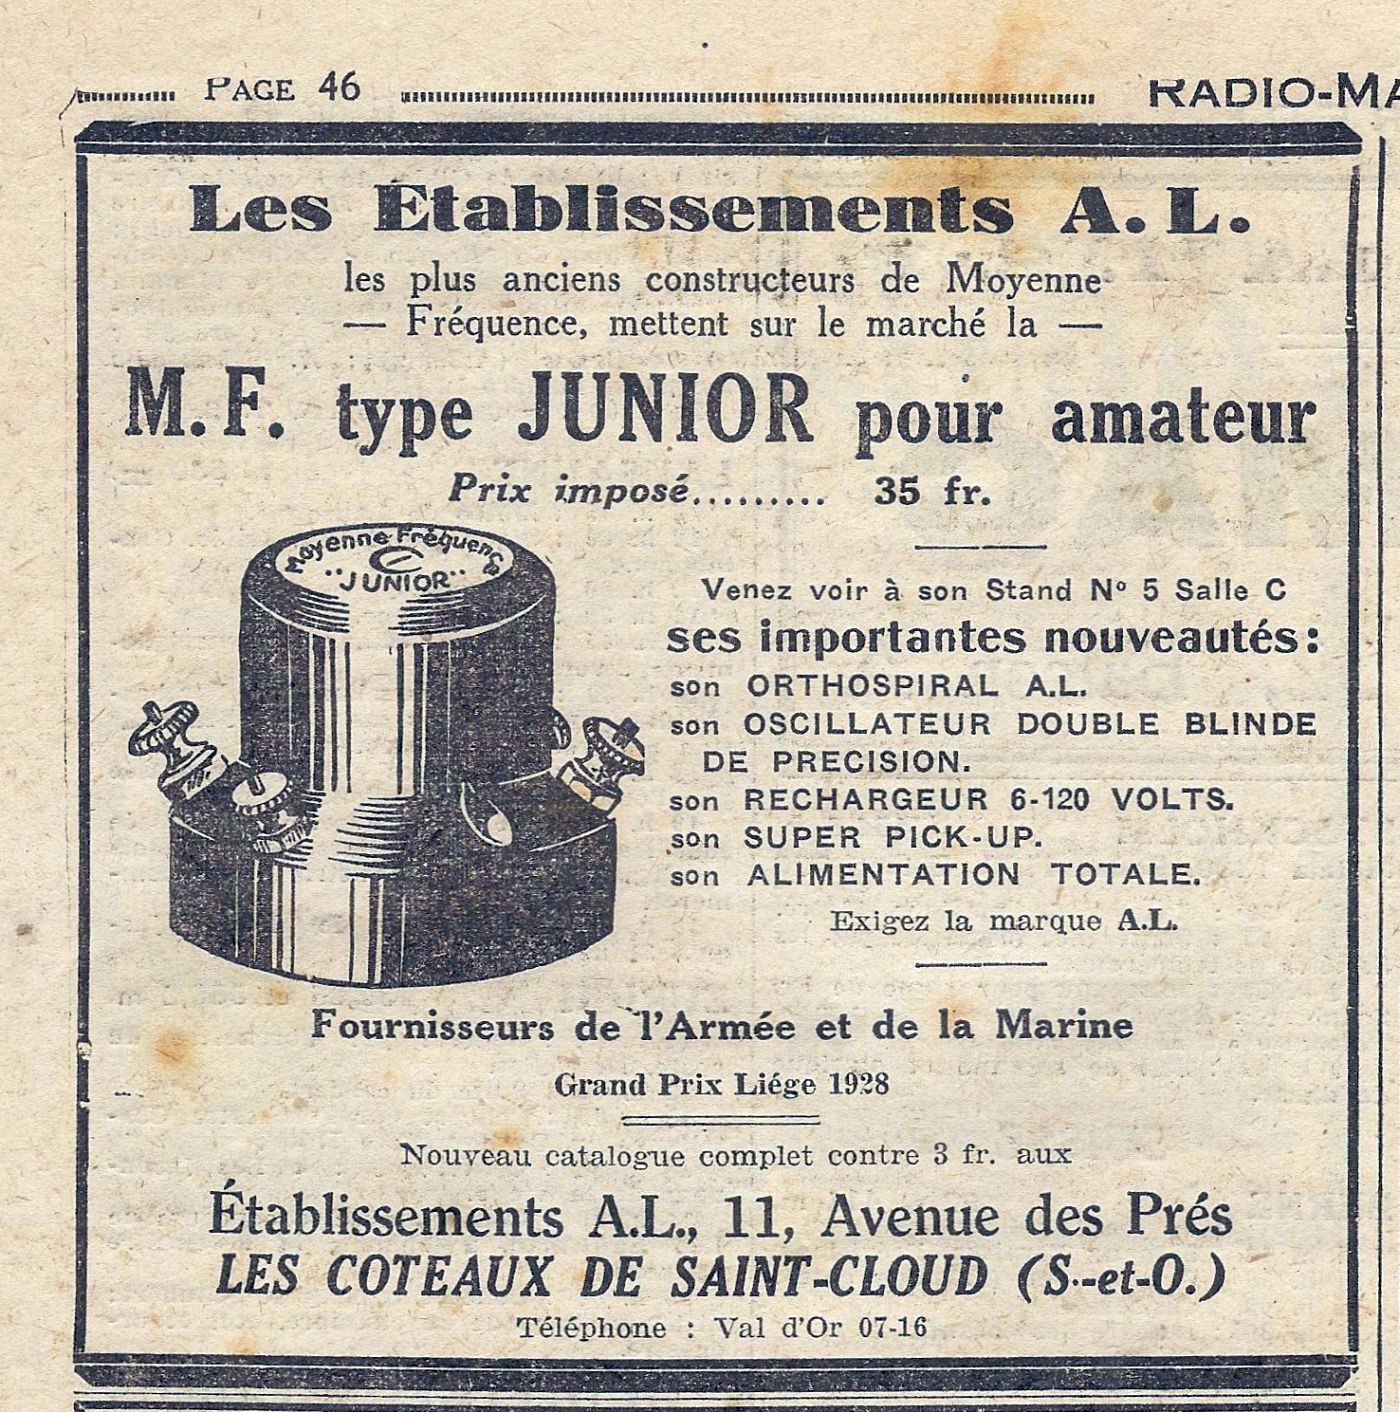 PAGE 46
RADIO-MA
Les Etablissements A. L.
les plus anciens constructeurs de Moyenne
— Fréquence, mettent sur le marché la —
M. F. type JUNIOR pour amateur
Prix imposé......... 35 fr.
Moyenne Fréquence
"JUNIOR"
Venez voir à son Stand Nº 5 Salle C
ses importantes nouveautés :
son ORTHOSPIRAL A.L.
son OSCILLATEUR DOUBLE BLINDE
DE PRECISION.
son RECHARGEUR 6-120 VOLTS.
son SUPER PICK-UP.
son ALIMENTATION TOTALE.
Exigez la marque A.L.
Fournisseurs de l'Armée et de la Marine
Grand Prix Liége 1928
Nouveau catalogue complet contre 3 fr. aux
Établissements A.L., 11, Avenue des Prés
LES COTEAUX DE SAINT-CLOUD (S.-et-O.)
Téléphone : Val d'Or 07-16